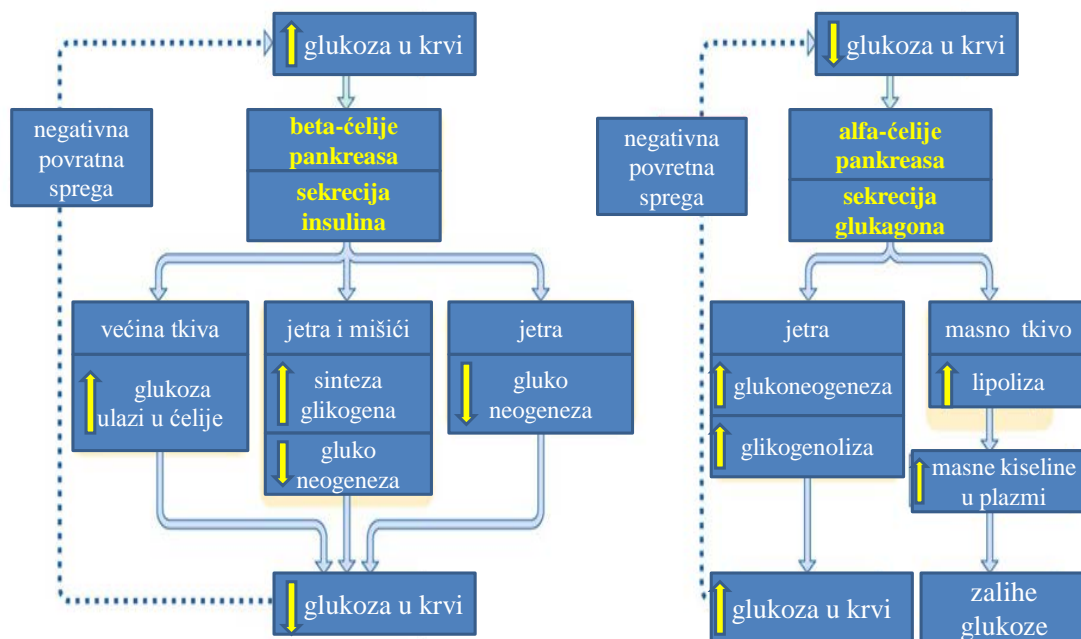 glukoza u krvi
negativna
povratna
sprega
beta-ćelije
pankreasa
sekrecija
insulina
većina tkiva
glukoza
ulazi u ćelije
jetra i mišići
sinteza
glikogena
gluko
neogeneza
jetra
gluko
neogeneza
glukoza u krvi
glukoza u krvi
negativna
povretna
sprega
alfa-ćelije
pankreasa
sekrecija
glukagona
jetra
glukoneogeneza
glikogenoliza
masno tkivo
lipoliza
masne kiseline
u plazmi
glukoza u krvi
zalihe
glukoze